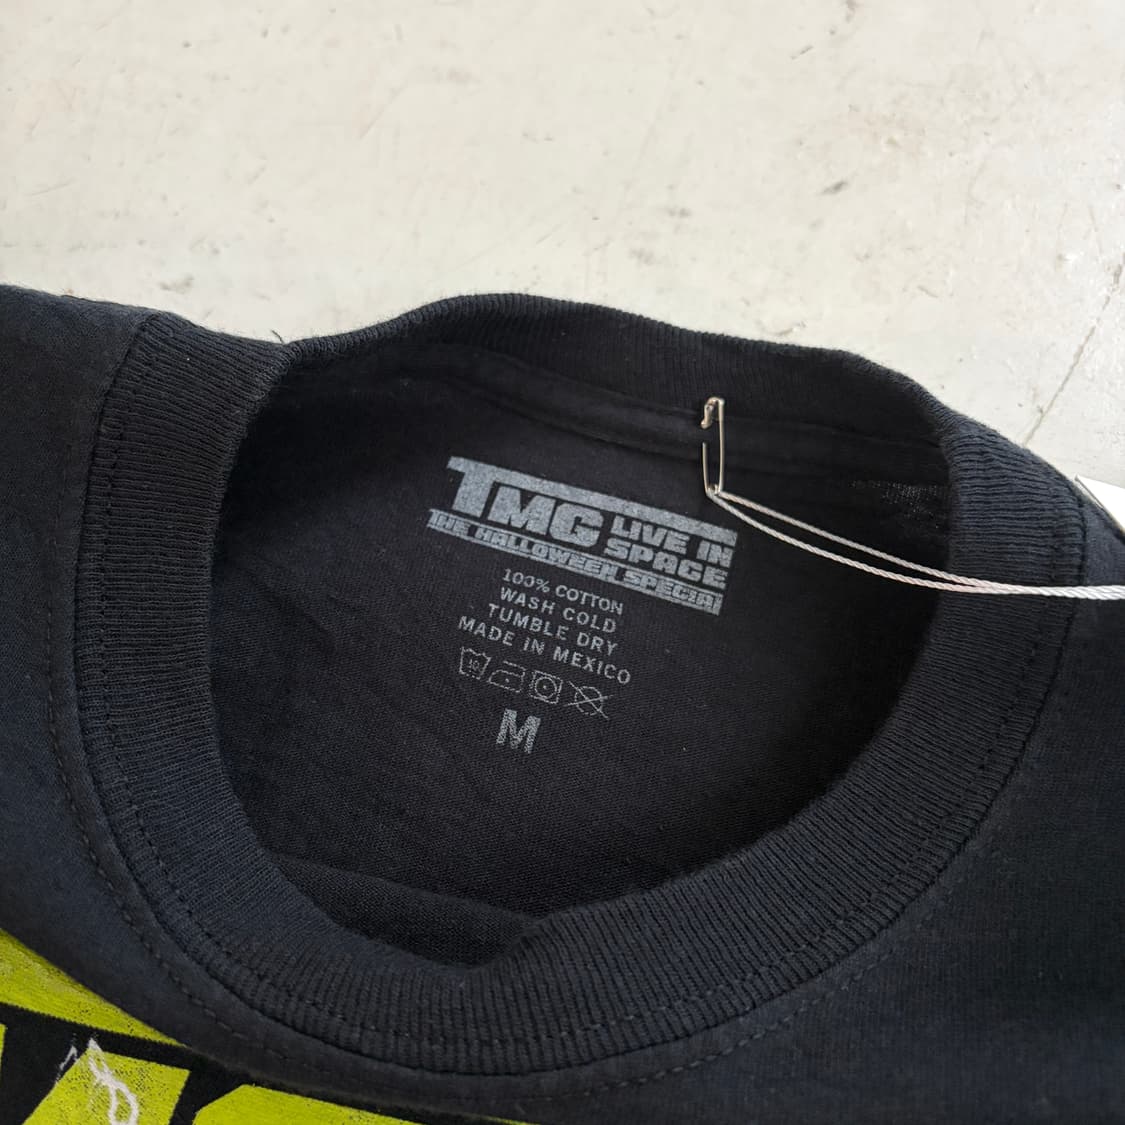 TMG LIVE IN SPACE
THE HALLOWEEN SPECIAL
100% COTTON
WASH COLD
TUMBLE DRY
MADE IN MEXICO
M